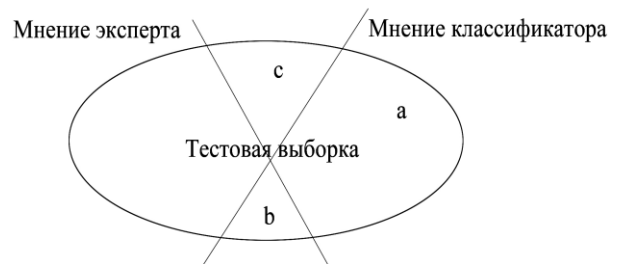 Мнение эксперта
Мнение классификатора
c
a
Тестовая выборка
b